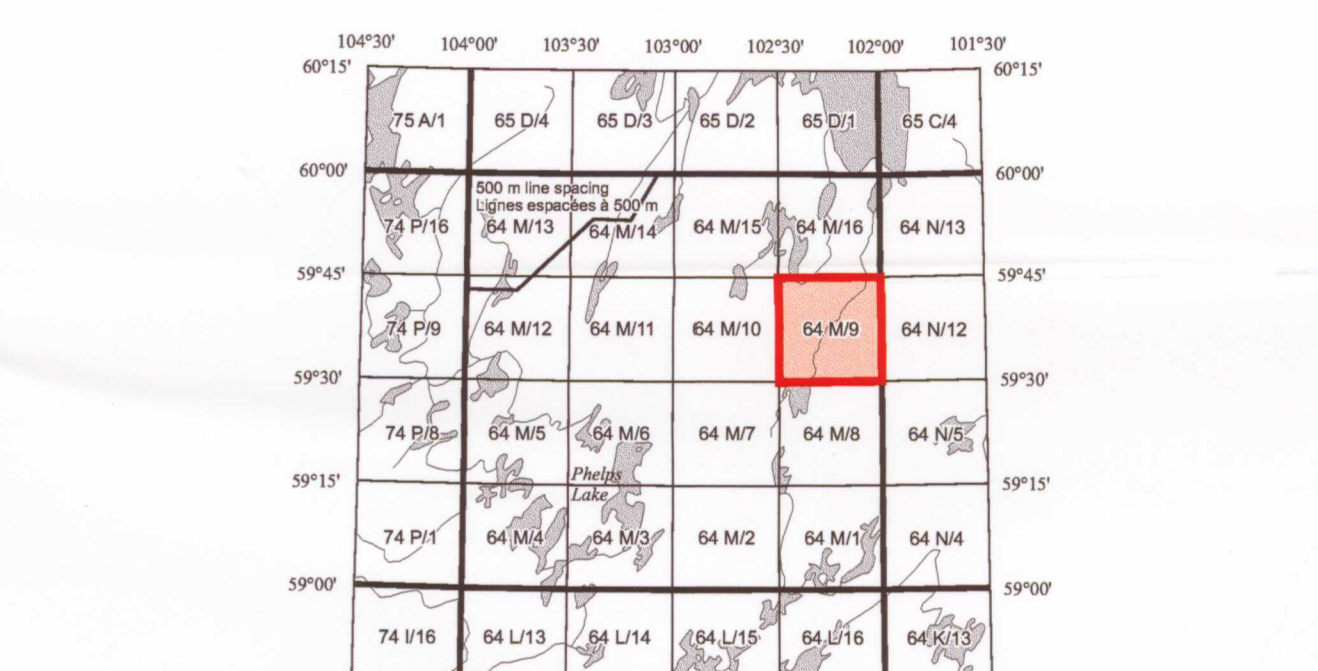 104°30' 104°00' 103°30' 103°00' 102°30' 102°00' 101°30'
60°15' 60°15'
75 A/1 65 D/4 65 D/3 65 D/2 65 D/1 65 C/4
60°00' 60°00'
500 m line spacing
Lignes espacées à 500 m
74 P/16 64 M/13 64 M/14 64 M/15 64 M/16 64 N/13
59°45' 59°45'
74 P/9 64 M/12 64 M/11 64 M/10 64 M/9 64 N/12
59°30' 59°30'
74 P/8 64 M/5 64 M/6 64 M/7 64 M/8 64 N/5
Phelps
59°15' 59°15'
Lake
74 P/1 64 M/4 64 M/3 64 M/2 64 M/1 64 N/4
59°00' 59°00'
74 I/16 64 L/13 64 L/14 64 L/15 64 L/16 64 K/13